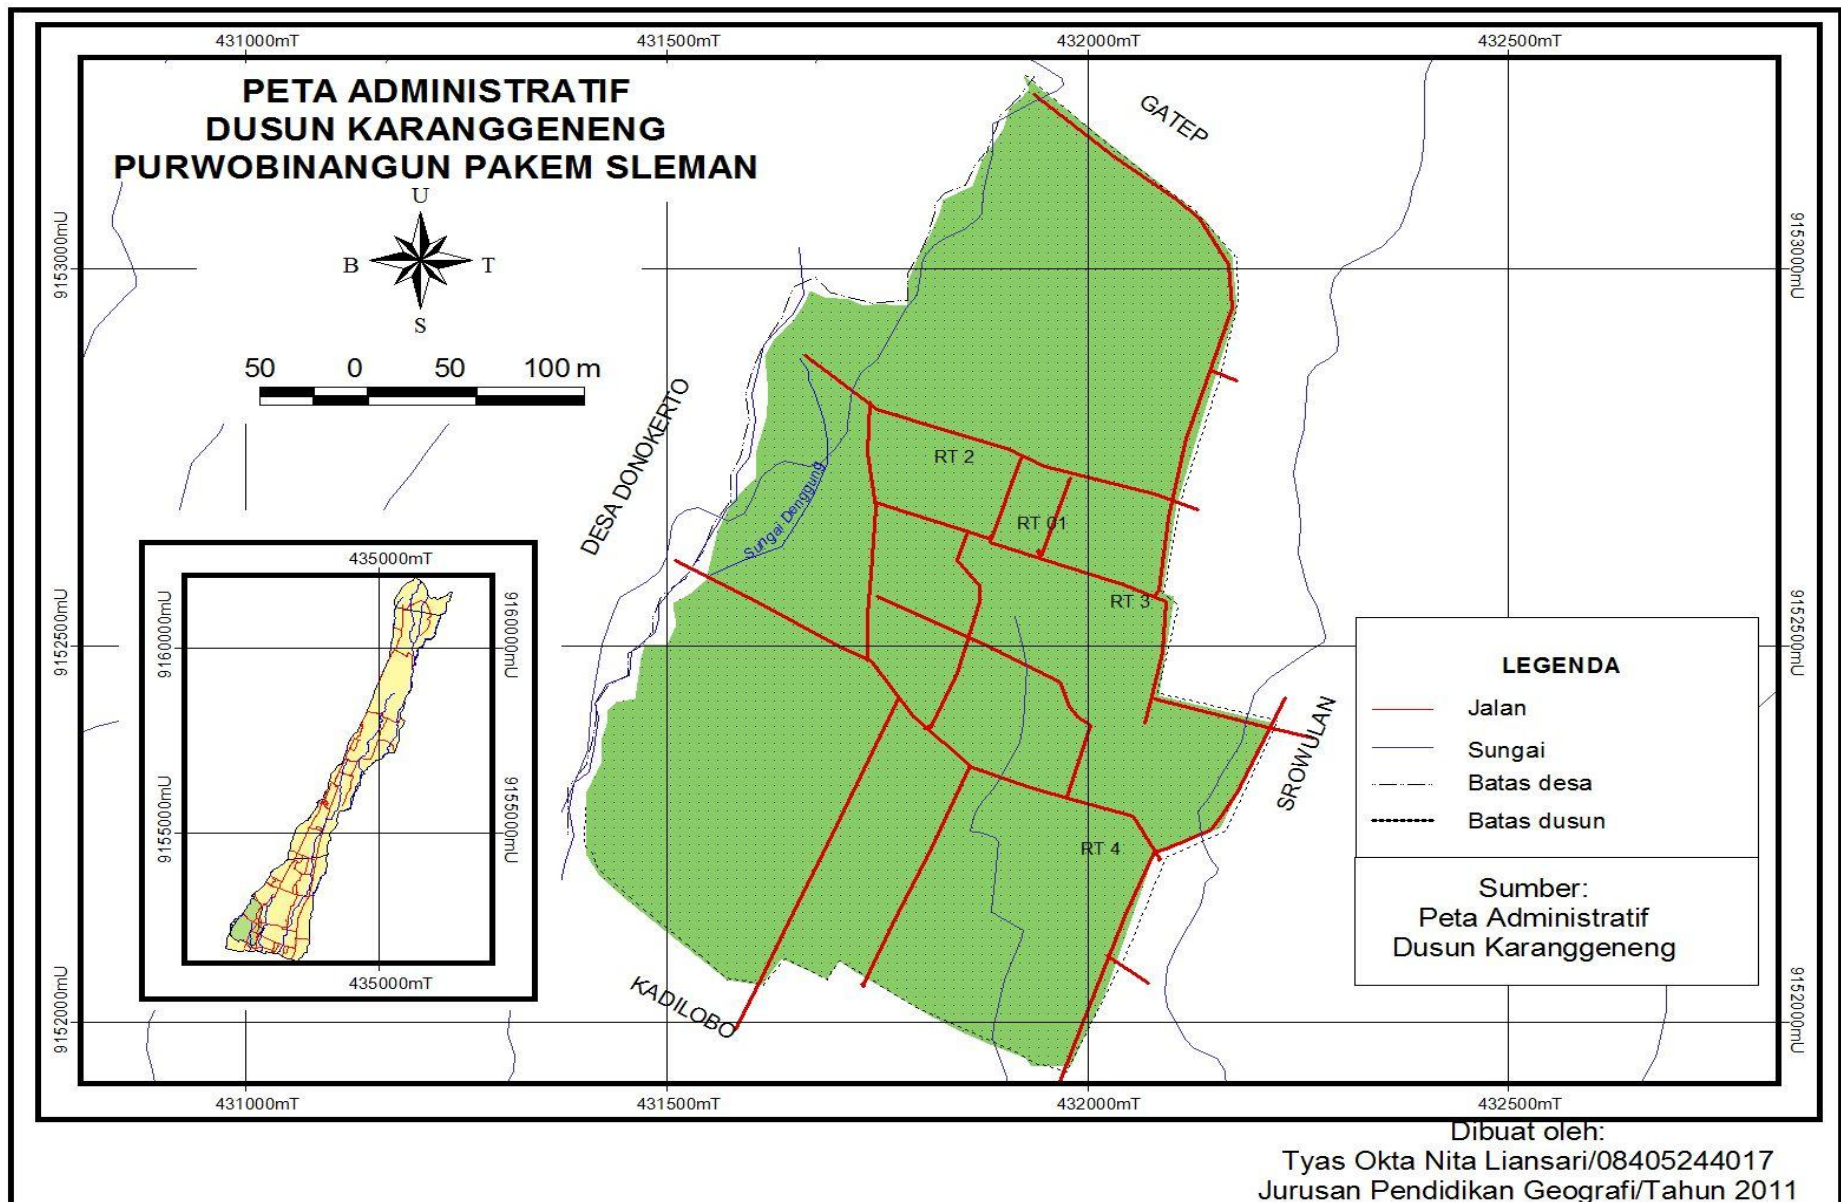 431000mT
431500mT
432000mT
432500mT
PETA ADMINISTRATIF
DUSUN KARANGGENENG
PURWOBINANGUN PAKEM SLEMAN
U
B
T
S
50 0 50 100 m
GATEP
DESA DONOKERTO
Sungai Denggung
RT 2
RT 01
RT 3
RT 4
SROWULAN
KADILOBO
9153000mU
9152500mU
9152000mU
9153000mU
9152500mU
9152000mU
435000mT
9160000mU
9160000mU
9155000mU
9155000mU
435000mT
LEGENDA
Jalan
Sungai
Batas desa
Batas dusun
Sumber:
Peta Administratif
Dusun Karanggeneng
431000mT
431500mT
432000mT
432500mT
Dibuat oleh:
Tyas Okta Nita Liansari/08405244017
Jurusan Pendidikan Geografi/Tahun 2011